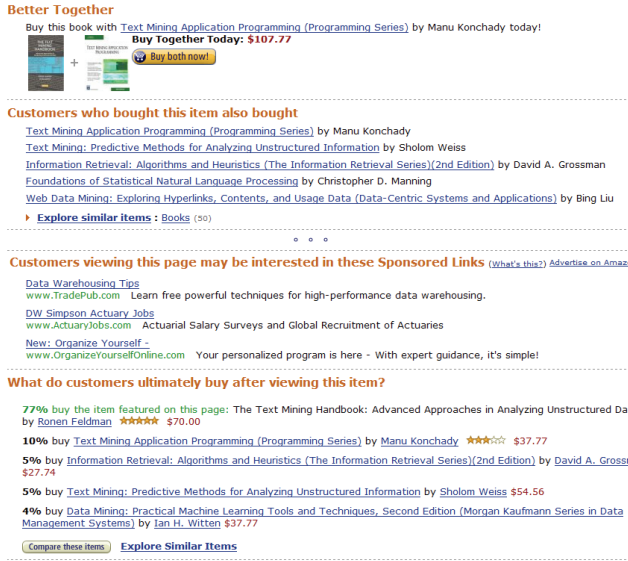 Better Together
Buy this book with Text Mining Application Programming (Programming Series) by Manu Konchady today!
Buy Together Today: $107.77
+
Buy both now!
Customers who bought this item also bought
Text Mining Application Programming (Programming Series) by Manu Konchady
Text Mining: Predictive Methods for Analyzing Unstructured Information by Sholom Weiss
Information Retrieval: Algorithms and Heuristics (The Information Retrieval Series)(2nd Edition) by David A. Grossman
Foundations of Statistical Natural Language Processing by Christopher D. Manning
Web Data Mining: Exploring Hyperlinks, Contents, and Usage Data (Data-Centric Systems and Applications) by Bing Liu
Explore similar items : Books (50)
Customers viewing this page may be interested in these Sponsored Links (What's this?) Advertise on Amaz
Data Warehousing Tips
www.TradePub.com Learn free powerful techniques for high-performance data warehousing.
DW Simpson Actuary Jobs
www.ActuaryJobs.com Actuarial Salary Surveys and Global Recruitment of Actuaries
New: Organize Yourself -
www.OrganizeYourselfOnline.com Your personalized program is here - With expert guidance, it's simple!
What do customers ultimately buy after viewing this item?
77% buy the item featured on this page: The Text Mining Handbook: Advanced Approaches in Analyzing Unstructured Da
by Ronen Feldman $70.00
10% buy Text Mining Application Programming (Programming Series) by Manu Konchady $37.77
5% buy Information Retrieval: Algorithms and Heuristics (The Information Retrieval Series)(2nd Edition) by David A. Gross
$27.74
5% buy Text Mining: Predictive Methods for Analyzing Unstructured Information by Sholom Weiss $54.56
4% buy Data Mining: Practical Machine Learning Tools and Techniques, Second Edition (Morgan Kaufmann Series in Data
Management Systems) by Ian H. Witten $37.77
Compare these items Explore Similar Items